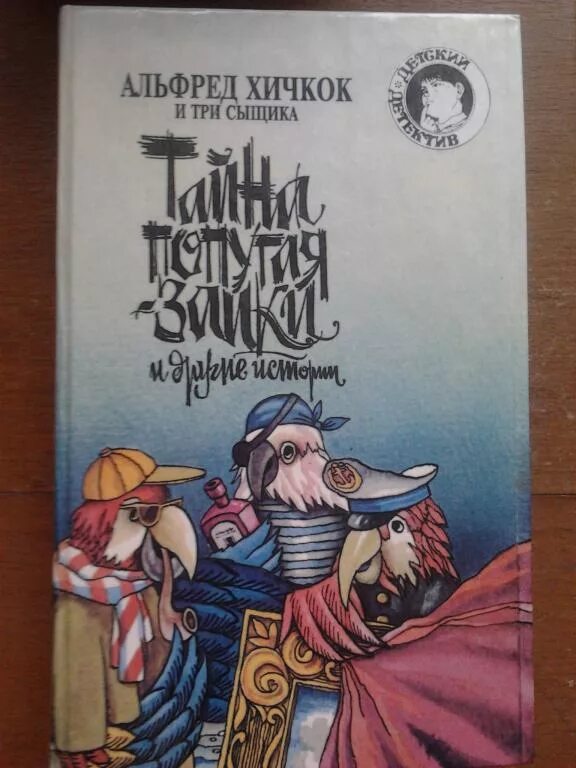 АЛЬФРЕД ХИЧКОК
И ТРИ СЫЩИКА
ДЕТСКИЙ
ДЕТЕКТИВ
ТАЙНА
ПОПУГАЯ
-ЗАИКИ
и другие истории